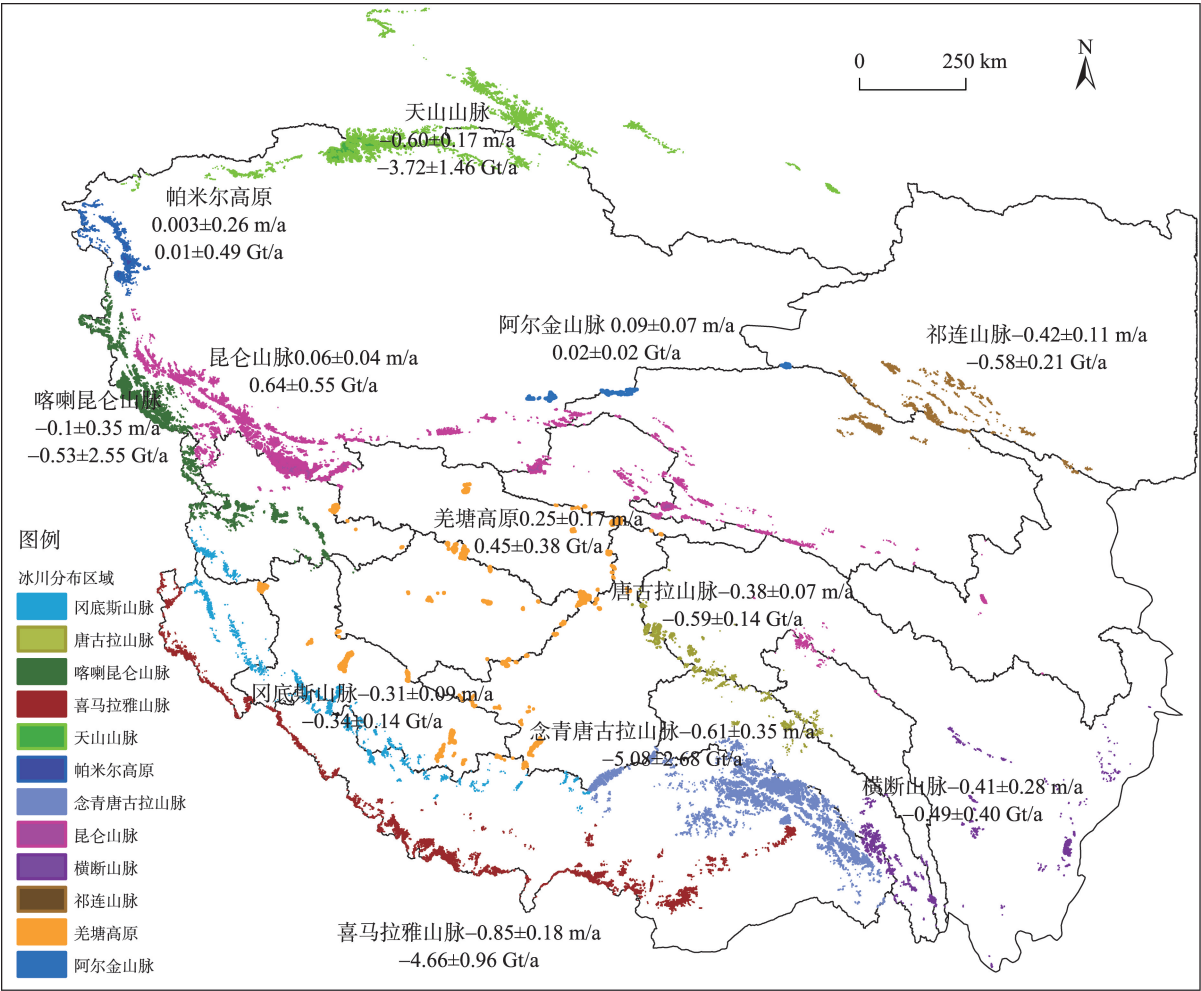 0 250 km
N
天山山脉
−0.60±0.17 m/a
−3.72±1.46 Gt/a
帕米尔高原
0.003±0.26 m/a
0.01±0.49 Gt/a
阿尔金山脉 0.09±0.07 m/a
0.02±0.02 Gt/a
祁连山脉−0.42±0.11 m/a
−0.58±0.21 Gt/a
昆仑山脉0.06±0.04 m/a
0.64±0.55 Gt/a
喀喇昆仑山脉
−0.1±0.35 m/a
−0.53±2.55 Gt/a
羌塘高原0.25±0.17 m/a
0.45±0.38 Gt/a
唐古拉山脉−0.38±0.07 m/a
−0.59±0.14 Gt/a
冈底斯山脉−0.31±0.09 m/a
−0.34±0.14 Gt/a
念青唐古拉山脉−0.61±0.35 m/a
−5.08±2.68 Gt/a
横断山脉−0.41±0.28 m/a
−0.49±0.40 Gt/a
喜马拉雅山脉−0.85±0.18 m/a
−4.66±0.96 Gt/a
图例
冰川分布区域
冈底斯山脉
唐古拉山脉
喀喇昆仑山脉
喜马拉雅山脉
天山山脉
帕米尔高原
念青唐古拉山脉
昆仑山脉
横断山脉
祁连山脉
羌塘高原
阿尔金山脉